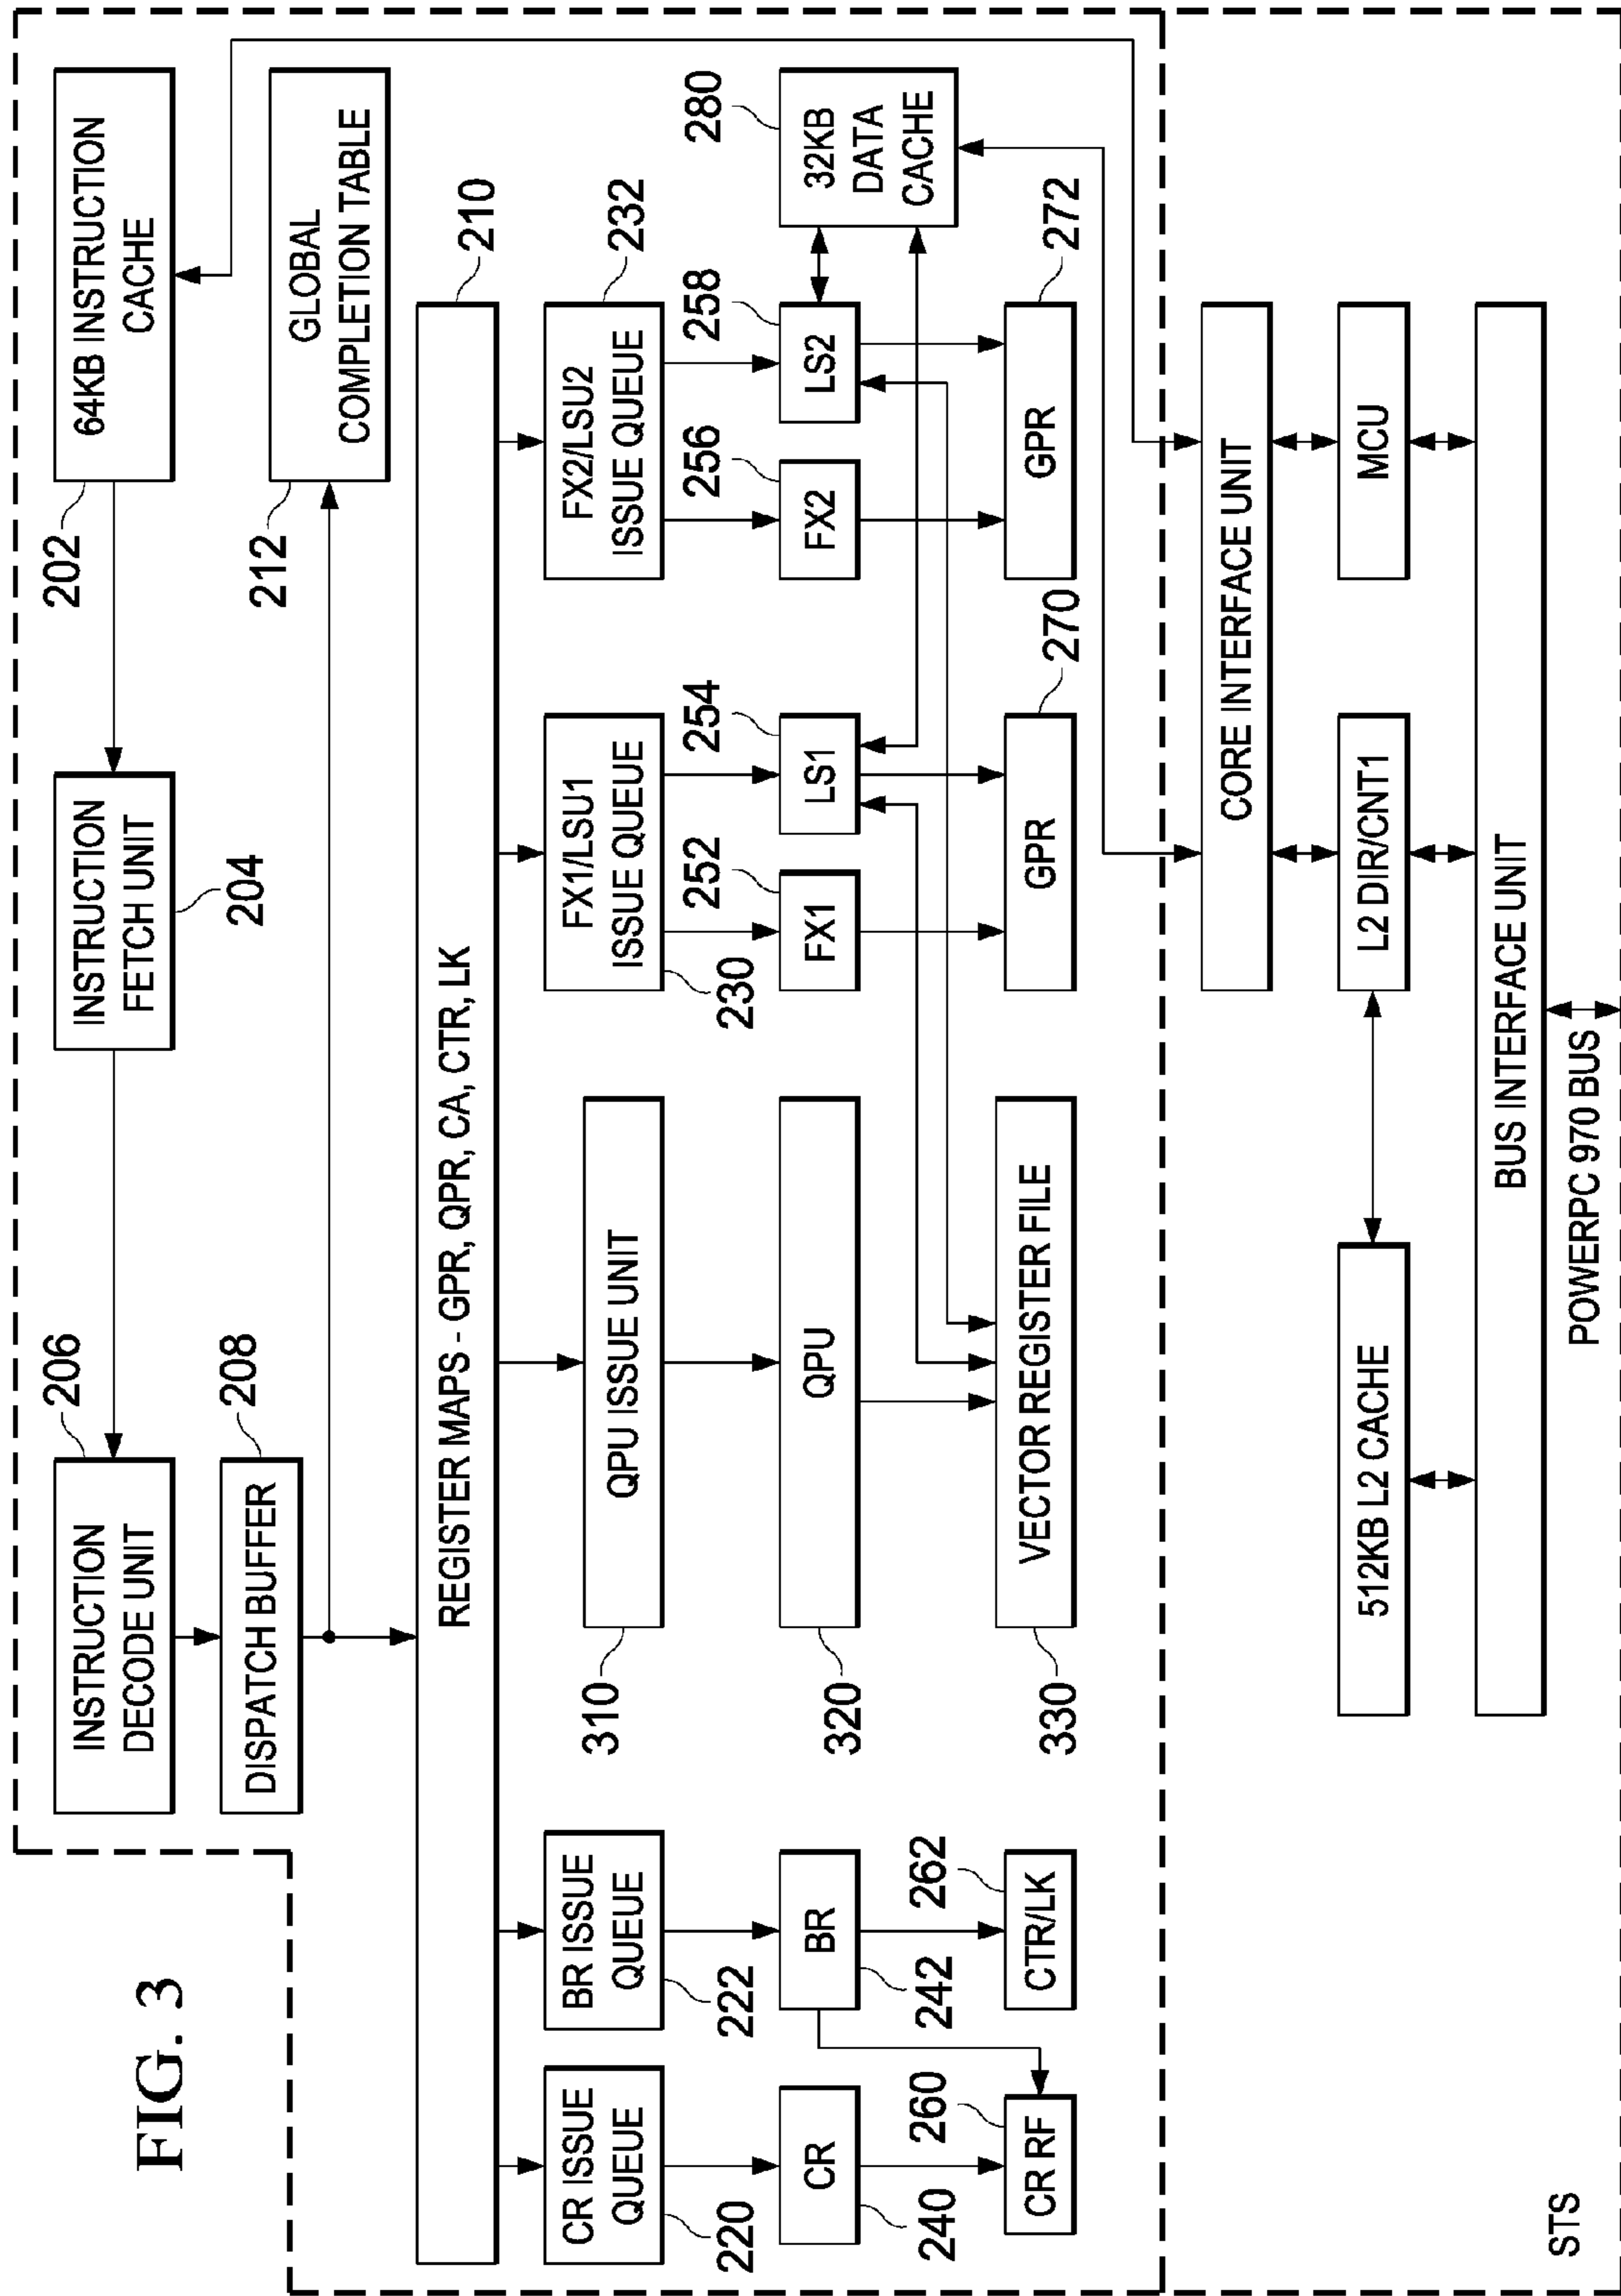 FIG. 3
206
INSTRUCTION
DECODE UNIT
INSTRUCTION
FETCH UNIT
204
202
64KB INSTRUCTION
CACHE
208
DISPATCH BUFFER
212
GLOBAL
COMPLETION TABLE
REGISTER MAPS - GPR, QPR, CA, CTR, LK
210
CR ISSUE
QUEUE
220
BR ISSUE
QUEUE
222
310
QPU ISSUE UNIT
FX1/LSU1
ISSUE QUEUE
230
FX2/LSU2
ISSUE QUEUE
232
CR
240
BR
242
320
QPU
252
FX1
254
LS1
256
FX2
258
LS2
280
32KB
DATA
CACHE
260
CR RF
262
CTR/LK
330
VECTOR REGISTER FILE
GPR
270
GPR
272
CORE INTERFACE UNIT
512KB L2 CACHE
L2 DIR/CNT1
MCU
BUS INTERFACE UNIT
STS
POWERPC 970 BUS